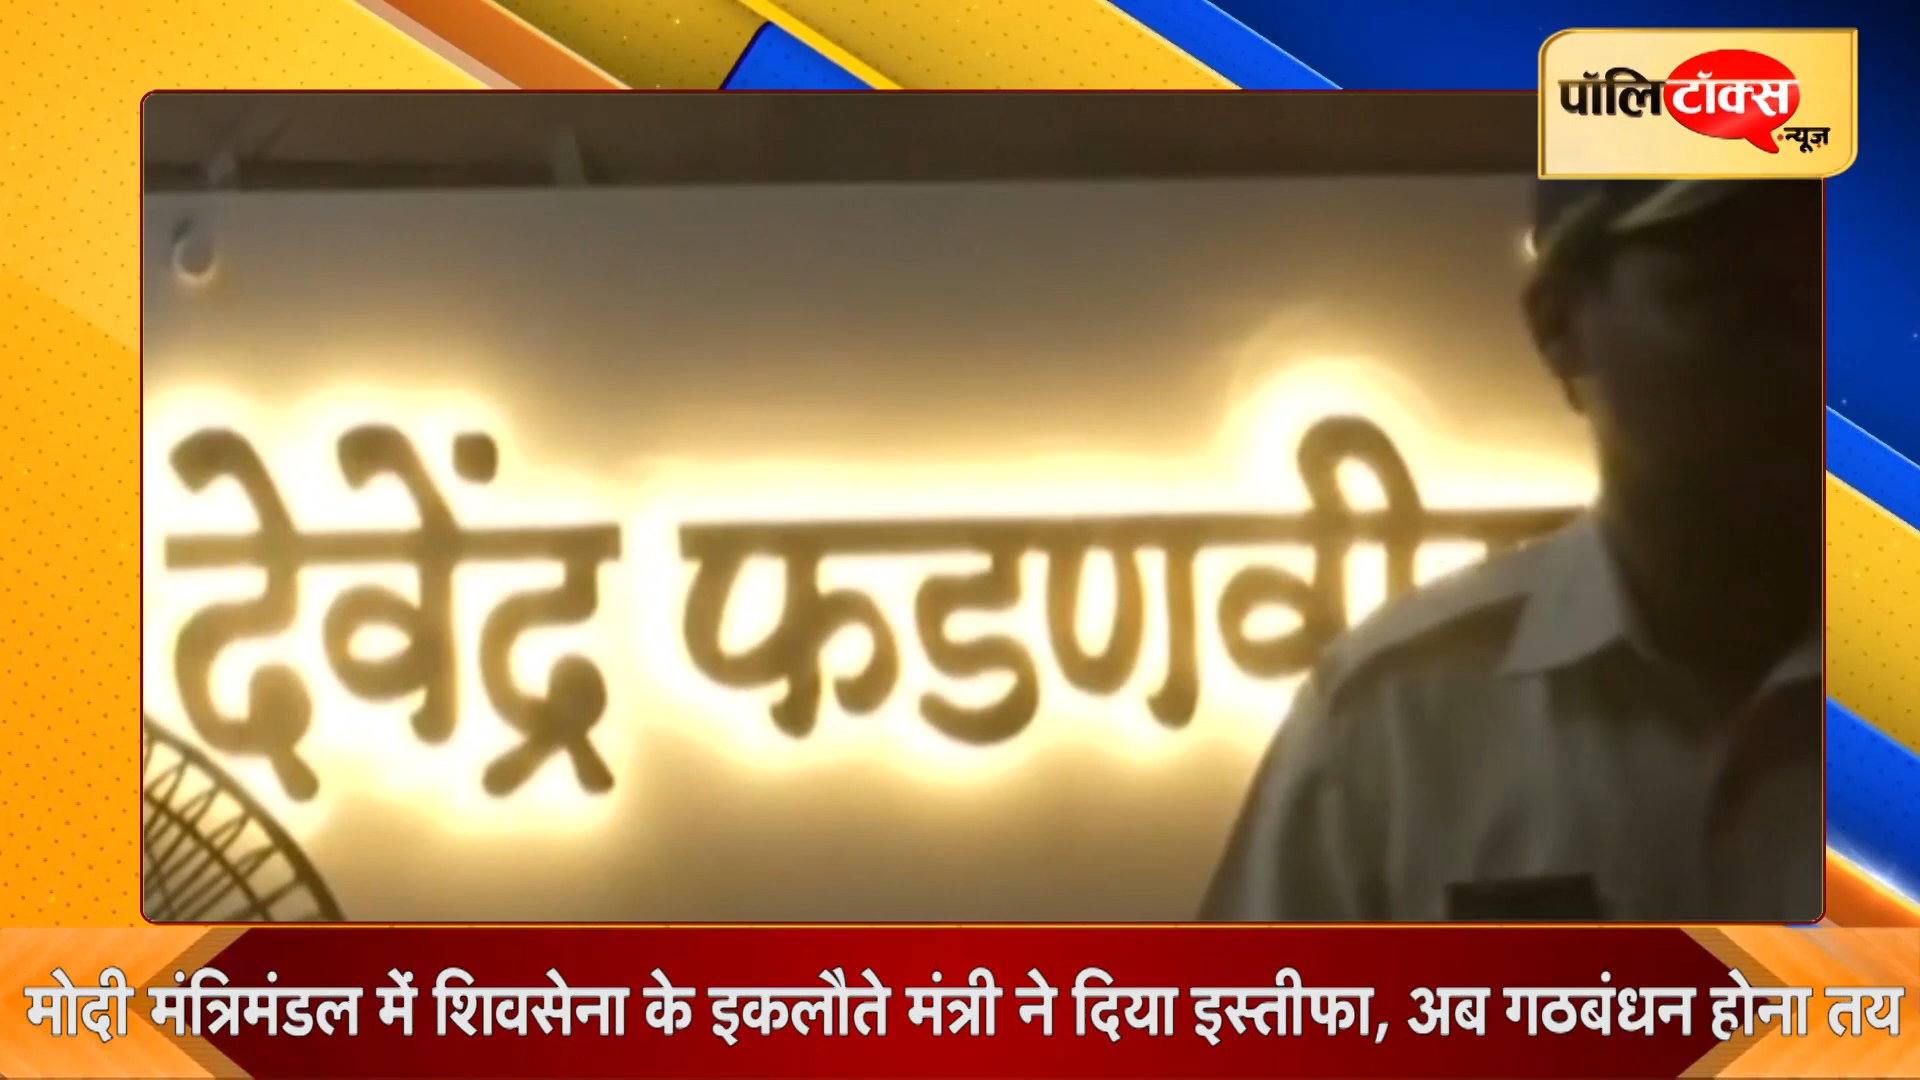 पॉलिटॉक्स
न्यूज़
देवेंद्र फडणवी
मोदी मंत्रिमंडल में शिवसेना के इकलौते मंत्री ने दिया इस्तीफा, अब गठबंधन होना तय